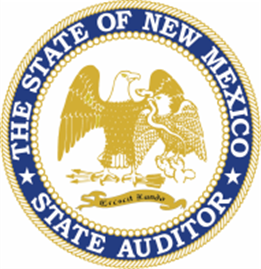 THE STATE OF NEW MEXICO
STATE AUDITOR
Crescit Eundo